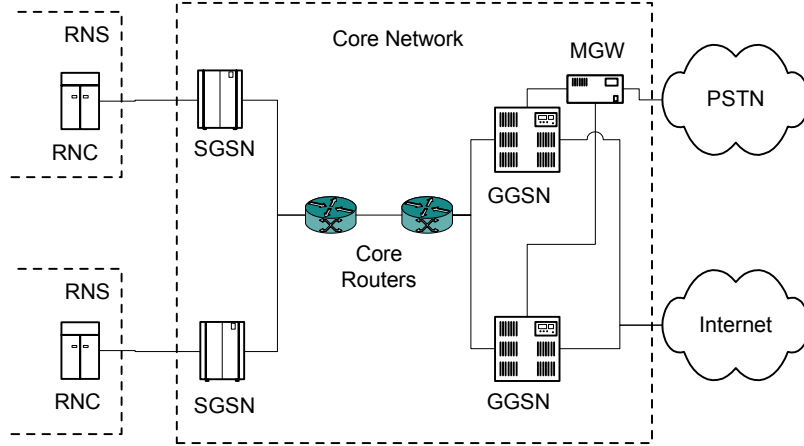 RNS
Core Network
MGW
PSTN
RNC
SGSN
GGSN
Core
Routers
RNS
Internet
RNC
SGSN
GGSN